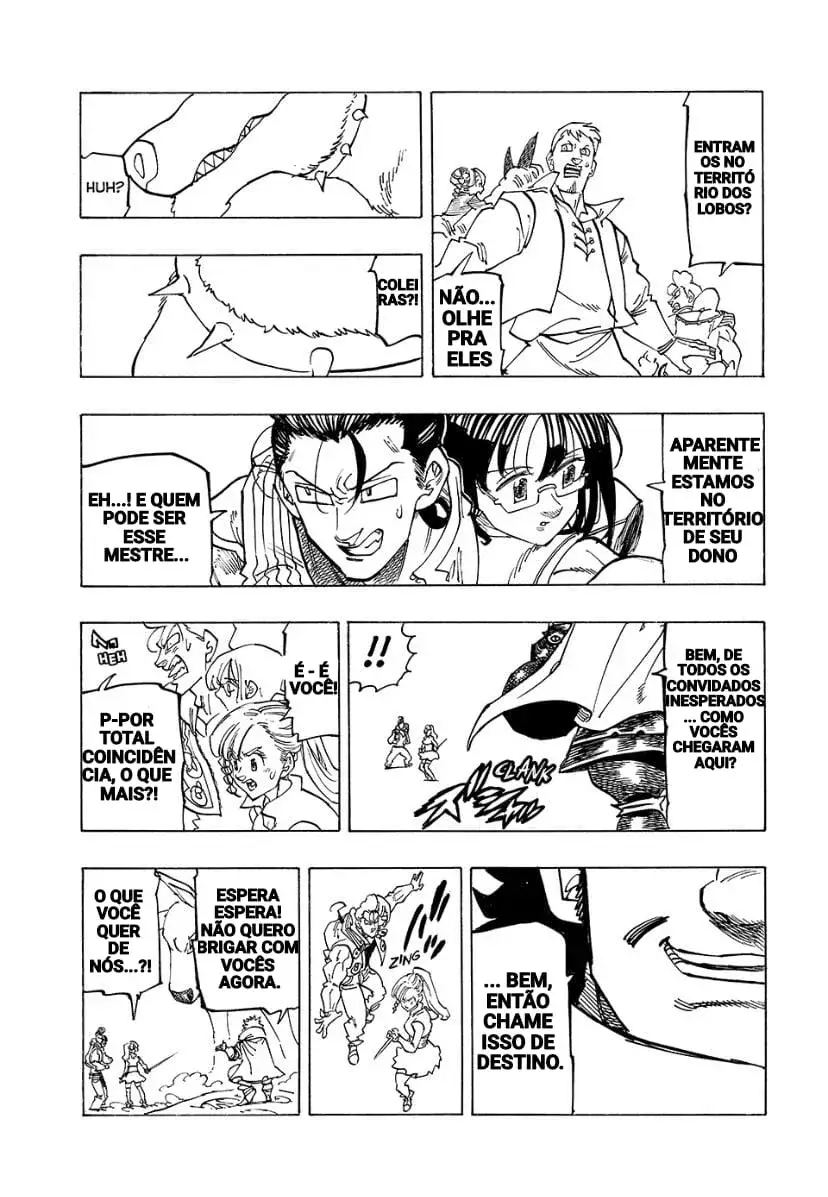 ENTRAM
OS NO
TERRITÓ
RIO DOS
LOBOS?
NÃO...
OLHE
PRA
ELES
HUH?
COLEI
RAS?!
APARENTE
MENTE
ESTAMOS
NO
TERRITÓRIO
DE SEU
DONO
EH...! E QUEM
PODE SER
ESSE
MESTRE...
BEM, DE
TODOS OS
CONVIDADOS
INESPERADOS
... COMO
VOCÊS
CHEGARAM
AQUI?
!!
CLANK
É - É
VOCÊ!
HEH
P-POR
TOTAL
COINCIDÊN
CIA, O QUE
MAIS?!
... BEM,
ENTÃO
CHAME
ISSO DE
DESTINO.
ZING
ESPERA
ESPERA!
NÃO QUERO
BRIGAR COM
VOCÊS
AGORA.
O QUE
VOCÊ
QUER
DE
NÓS...?!